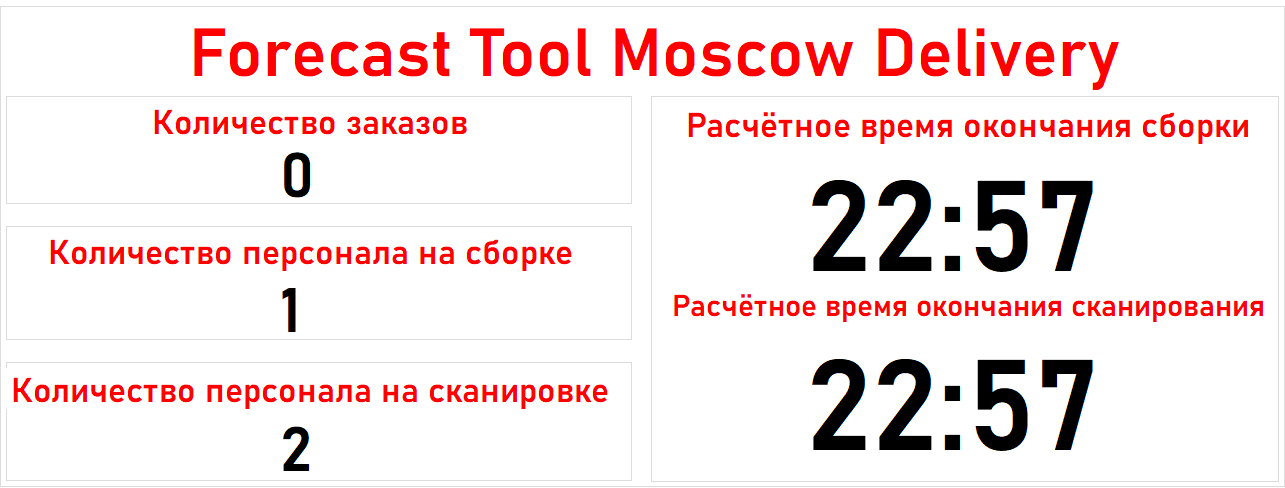 Forecast Tool Moscow Delivery
Количество заказов
0
Количество персонала на сборке
1
Количество персонала на сканировке
2
Расчётное время окончания сборки
22:57
Расчётное время окончания сканирования
22:57